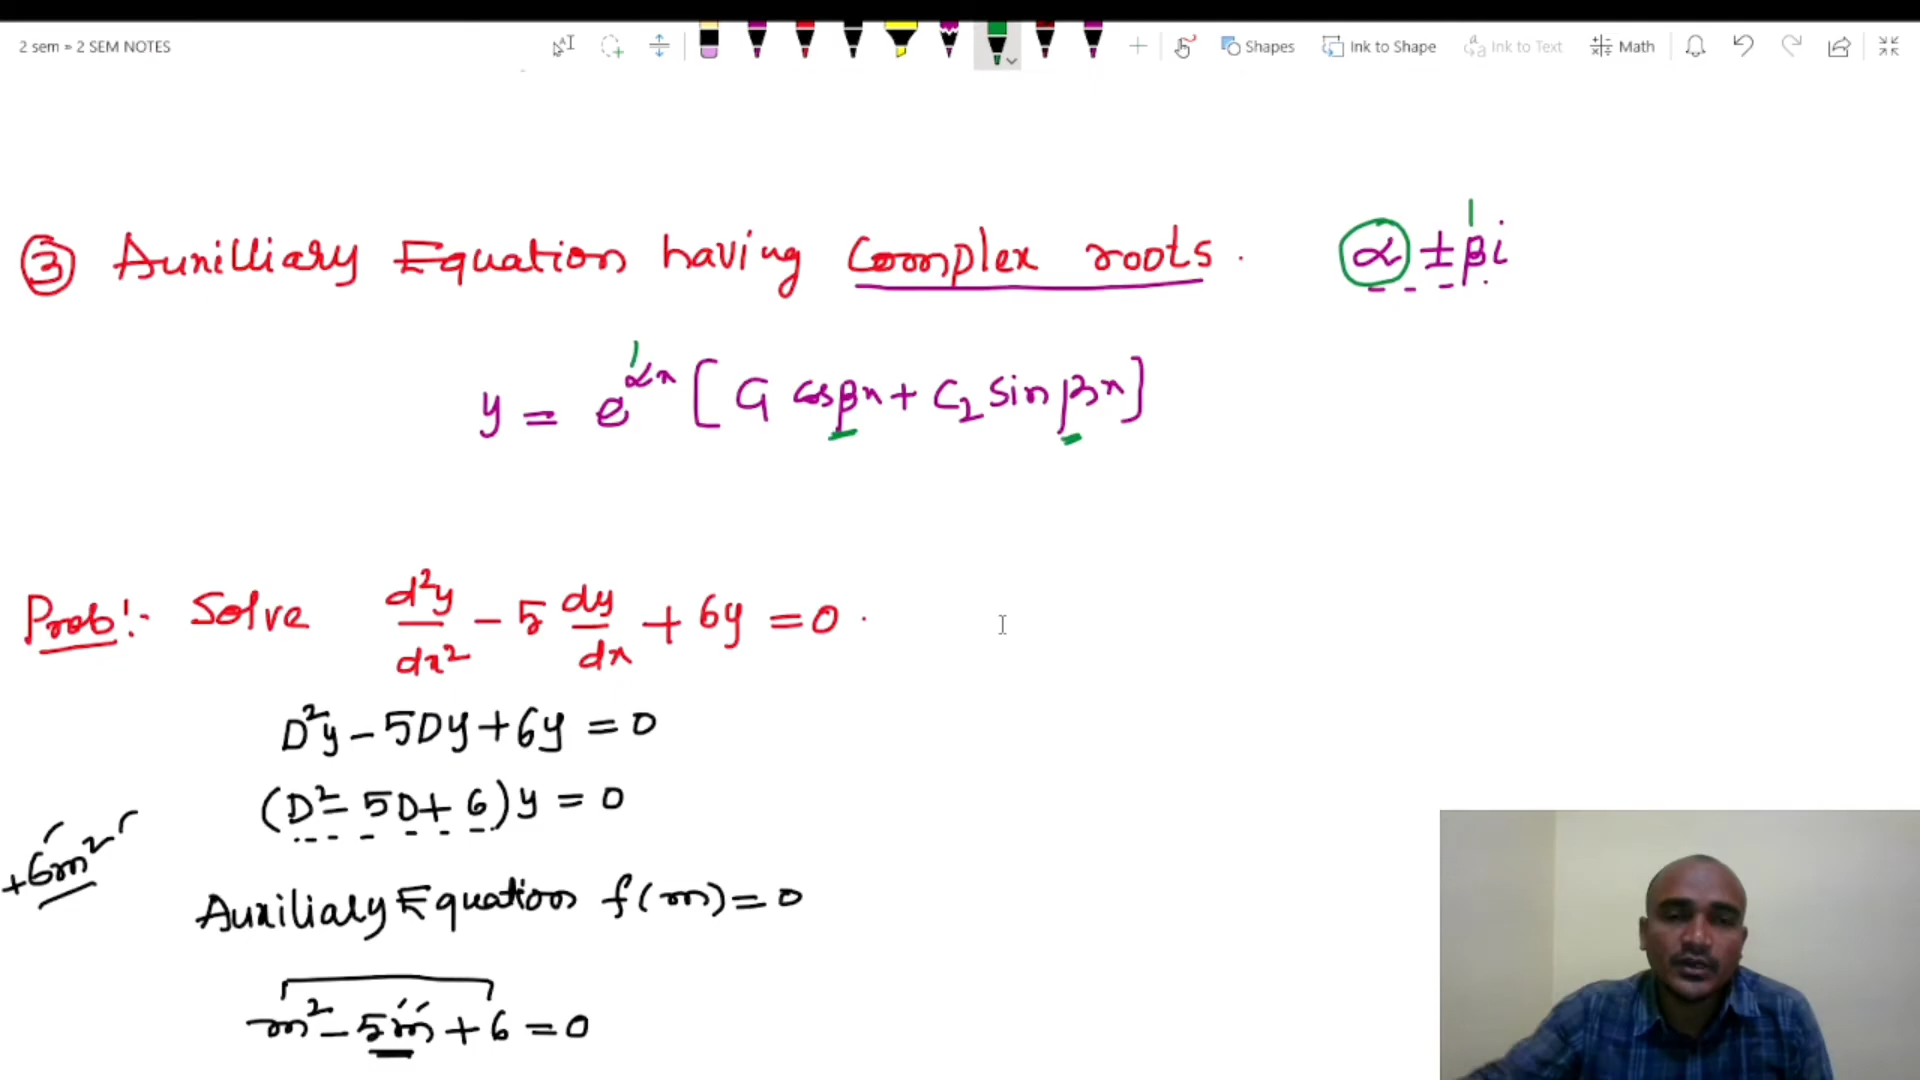 2 sem » 2 SEM NOTES
Shapes Ink to Shape Ink to Text Math
③ Auxilliary Equation having Complex roots. α ± βi
y = e^{αx} [C₁ cosβx + C₂ sinβx]
Prob!:- Solve d²y/dx² - 5 dy/dx + 6y = 0.
D²y - 5Dy + 6y = 0
(D² - 5D + 6)y = 0
+6m²
Auxiliary Equation f(m) = 0
m² - 5m + 6 = 0